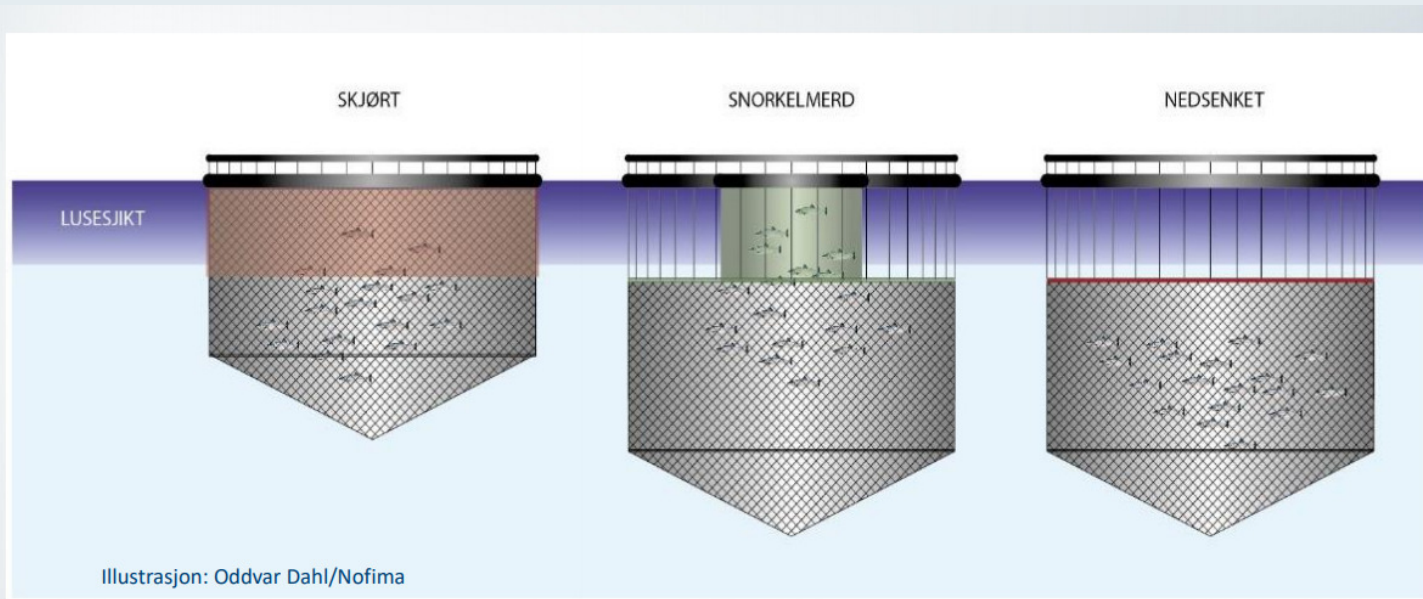 SKJØRT
SNORKELMERD
NEDSENKET
LUSESJIKT
Illustrasjon: Oddvar Dahl/Nofima